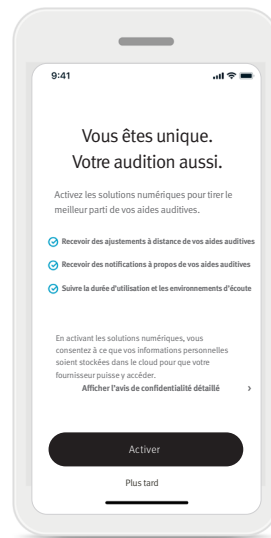 9:41
Vous êtes unique.
Votre audition aussi.
Activez les solutions numériques pour tirer le
meilleur parti de vos aides auditives.
Recevoir des ajustements à distance de vos aides auditives
Recevoir des notifications à propos de vos aides auditives
Suivre la durée d'utilisation et les environnements d'écoute
En activant les solutions numériques, vous
consentez à ce que vos informations personnelles
soient stockées dans le cloud pour que votre
fournisseur puisse y accéder.
Afficher l'avis de confidentialité détaillé
Activer
Plus tard